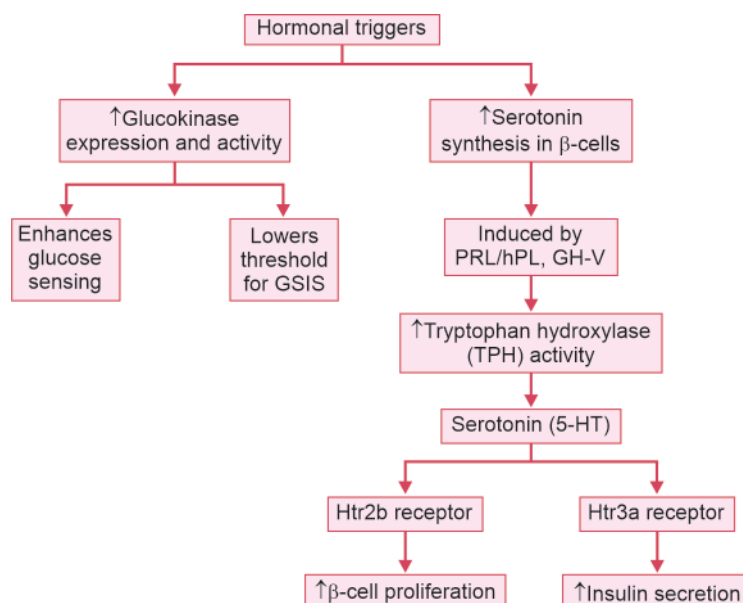 Hormonal triggers
↑Glucokinase
expression and activity
↑Serotonin
synthesis in β-cells
Enhances
glucose
sensing
Lowers
threshold
for GSIS
Induced by
PRL/hPL, GH-V
↑Tryptophan hydroxylase
(TPH) activity
Serotonin (5-HT)
Htr2b receptor
Htr3a receptor
↑β-cell proliferation
↑Insulin secretion